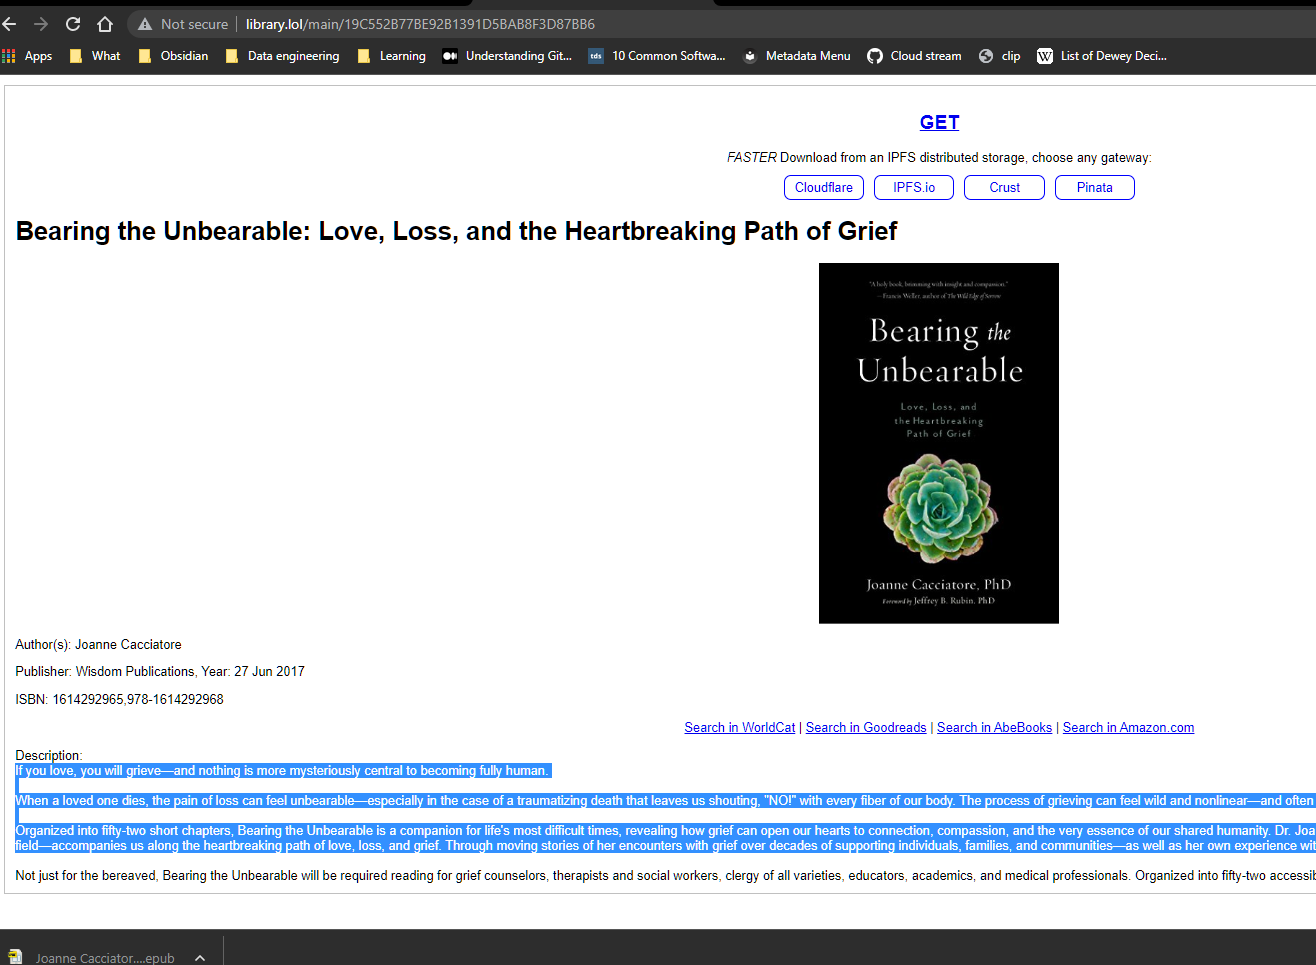 Not secure library.lol/main/19C552B77BE92B1391D5BAB8F3D87BB6
Apps What Obsidian Data engineering Learning Understanding Git... tds 10 Common Softwa... Metadata Menu Cloud stream clip W List of Dewey Deci...
GET
FASTER Download from an IPFS distributed storage, choose any gateway:
Cloudflare IPFS.io Crust Pinata
Bearing the Unbearable: Love, Loss, and the Heartbreaking Path of Grief
"A holy book, brimming with insight and compassion."
—Francis Weller, author of The Wild Edge of Sorrow
Bearing the
Unbearable
Love, Loss, and
the Heartbreaking
Path of Grief
Joanne Cacciatore, PhD
Foreword by Jeffrey B. Rubin, PhD
Author(s): Joanne Cacciatore
Publisher: Wisdom Publications, Year: 27 Jun 2017
ISBN: 1614292965,978-1614292968
Search in WorldCat | Search in Goodreads | Search in AbeBooks | Search in Amazon.com
Description:
If you love, you will grieve—and nothing is more mysteriously central to becoming fully human.
When a loved one dies, the pain of loss can feel unbearable—especially in the case of a traumatizing death that leaves us shouting, "NO!" with every fiber of our body. The process of grieving can feel wild and nonlinear—and often
Organized into fifty-two short chapters, Bearing the Unbearable is a companion for life's most difficult times, revealing how grief can open our hearts to connection, compassion, and the very essence of our shared humanity. Dr. Joa
field—accompanies us along the heartbreaking path of love, loss, and grief. Through moving stories of her encounters with grief over decades of supporting individuals, families, and communities—as well as her own experience wit
Not just for the bereaved, Bearing the Unbearable will be required reading for grief counselors, therapists and social workers, clergy of all varieties, educators, academics, and medical professionals. Organized into fifty-two accessib
Joanne Cacciator....epub